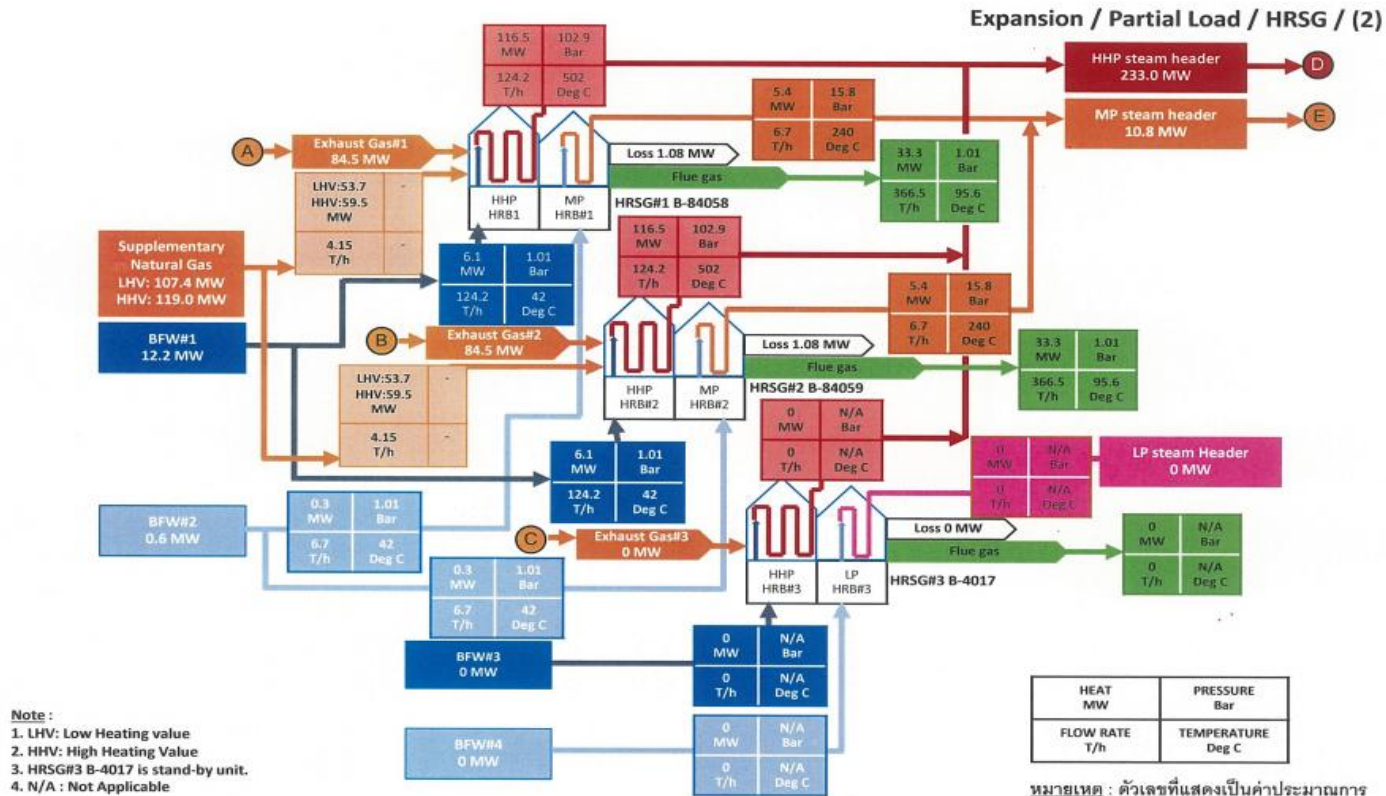 Expansion / Partial Load / HRSG / (2)
116.5 MW
102.9 Bar
124.2 T/h
502 Deg C
HHP steam header
233.0 MW
D
5.4 MW
15.8 Bar
6.7 T/h
240 Deg C
MP steam header
10.8 MW
E
A
Exhaust Gas#1
84.5 MW
Loss 1.08 MW
Flue gas
33.3 MW
1.01 Bar
366.5 T/h
95.6 Deg C
LHV:53.7
HHV:59.5
MW
-
4.15 T/h
-
HHP HRB1
MP HRB#1
HRSG#1 B-84058
Supplementary
Natural Gas
LHV: 107.4 MW
HHV: 119.0 MW
6.1 MW
1.01 Bar
124.2 T/h
42 Deg C
116.5 MW
102.9 Bar
124.2 T/h
502 Deg C
5.4 MW
15.8 Bar
6.7 T/h
240 Deg C
BFW#1
12.2 MW
B
Exhaust Gas#2
84.5 MW
Loss 1.08 MW
Flue gas
33.3 MW
1.01 Bar
366.5 T/h
95.6 Deg C
LHV:53.7
HHV:59.5
MW
-
4.15 T/h
-
HHP HRB#2
MP HRB#2
HRSG#2 B-84059
0 MW
N/A Bar
0 T/h
N/A Deg C
6.1 MW
1.01 Bar
124.2 T/h
42 Deg C
0 MW
N/A Bar
0 T/h
N/A Deg C
LP steam Header
0 MW
BFW#2
0.6 MW
0.3 MW
1.01 Bar
6.7 T/h
42 Deg C
C
Exhaust Gas#3
0 MW
Loss 0 MW
Flue gas
0 MW
N/A Bar
0 T/h
N/A Deg C
0.3 MW
1.01 Bar
6.7 T/h
42 Deg C
HHP HRB#3
LP HRB#3
HRSG#3 B-4017
BFW#3
0 MW
0 MW
N/A Bar
0 T/h
N/A Deg C
BFW#4
0 MW
0 MW
N/A Bar
0 T/h
N/A Deg C
HEAT MW
PRESSURE Bar
FLOW RATE T/h
TEMPERATURE Deg C
Note :
1. LHV: Low Heating value
2. HHV: High Heating Value
3. HRSG#3 B-4017 is stand-by unit.
4. N/A : Not Applicable
หมายเหตุ : ตัวเลขที่แสดงเป็นค่าประมาณการ